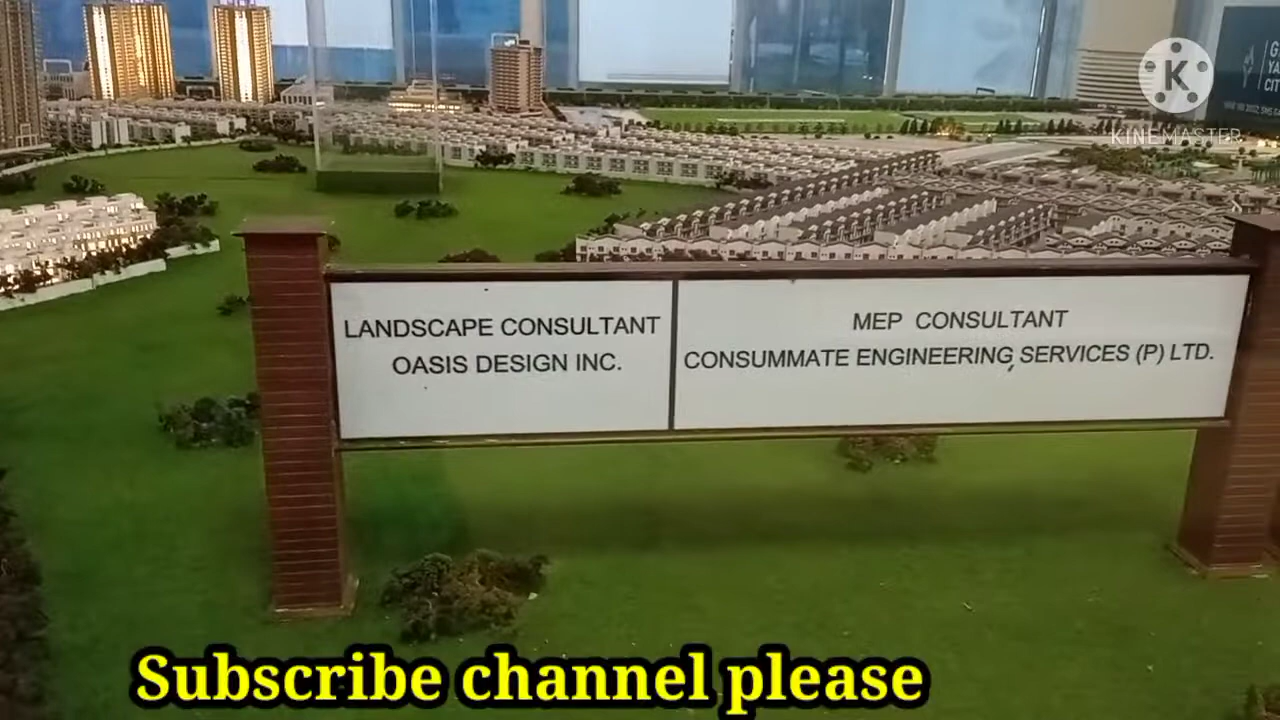 KINEMASTER
LANDSCAPE CONSULTANT
OASIS DESIGN INC.
MEP CONSULTANT
CONSUMMATE ENGINEERING SERVICES (P) LTD.
Subscribe channel please